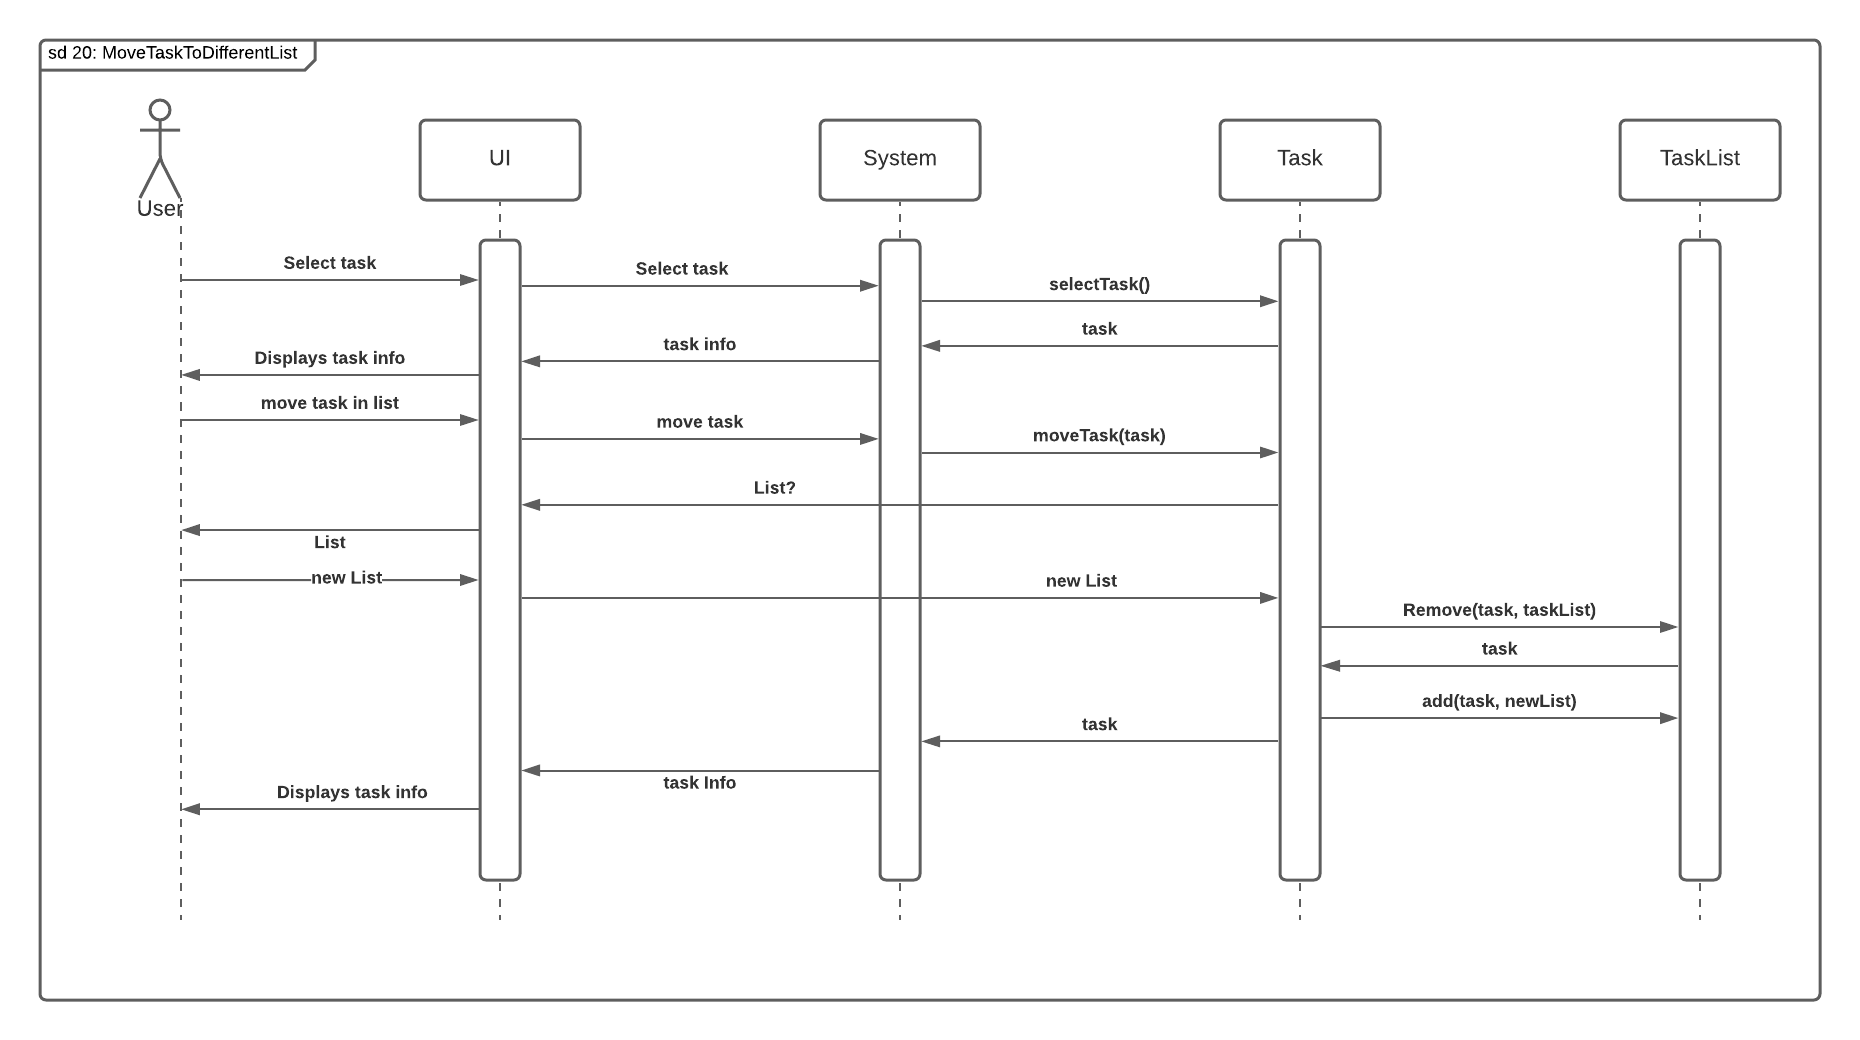 sd 20: MoveTaskToDifferentList
User
UI
System
Task
TaskList
Select task
Select task
selectTask()
task
task info
Displays task info
move task in list
move task
moveTask(task)
List?
List
new List
new List
Remove(task, taskList)
task
add(task, newList)
task
task Info
Displays task info